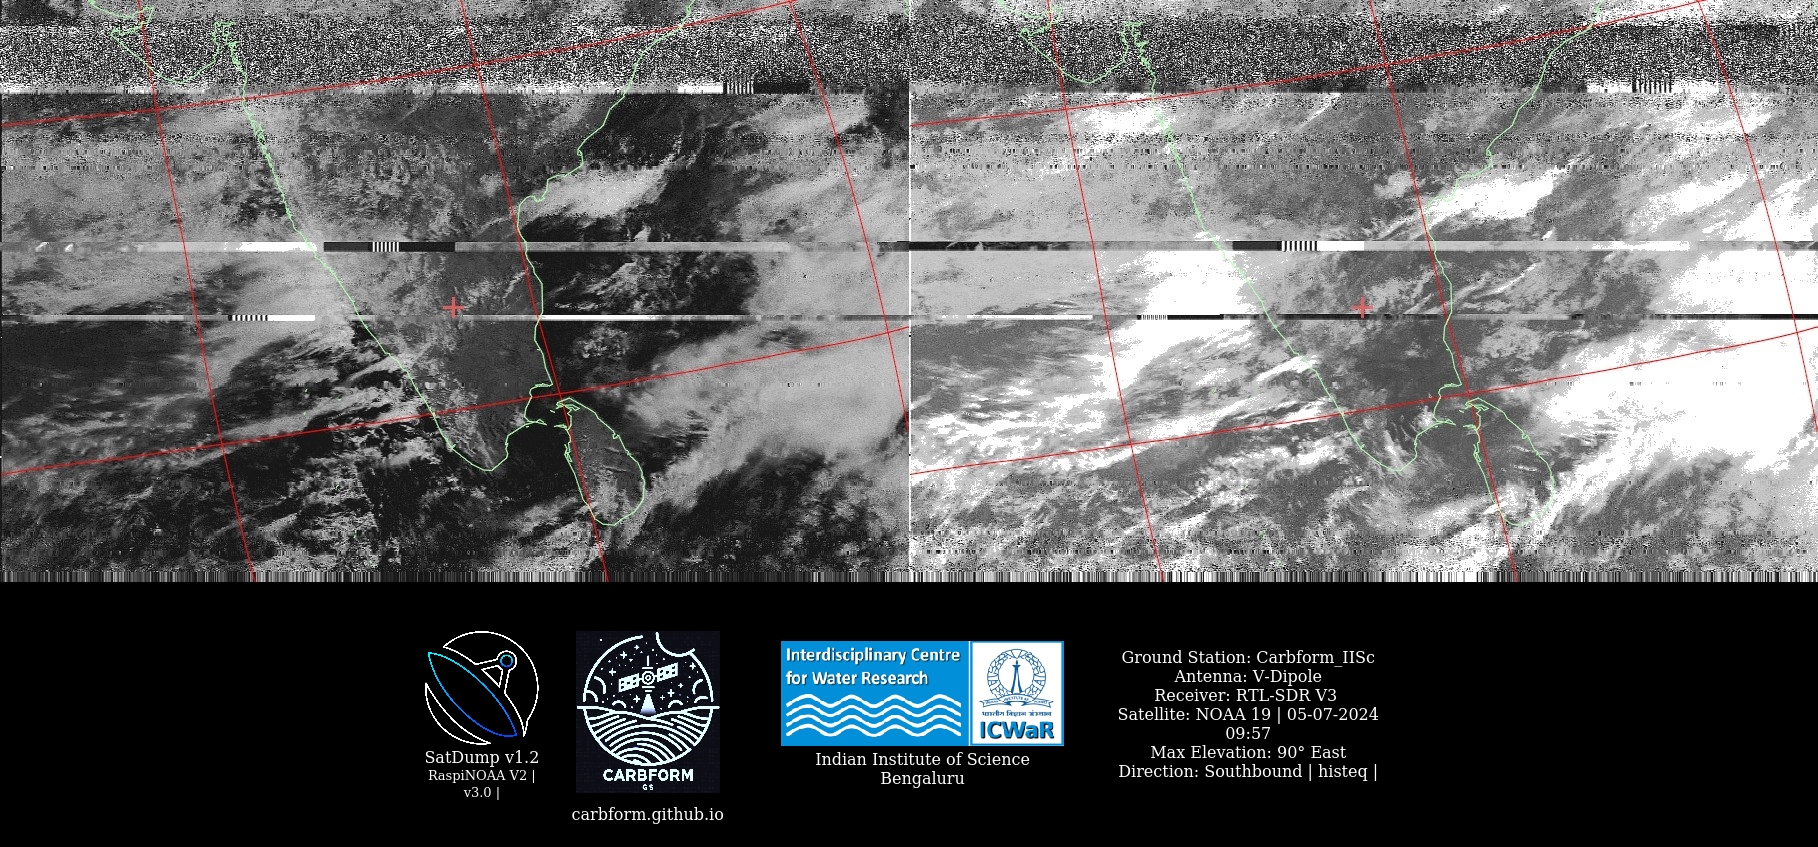 SatDump v1.2
RaspiNOAA V2 |
v3.0 |
CARBFORM
GS
carbform.github.io
Interdisciplinary Centre
for Water Research
ICWaR
Indian Institute of Science
Bengaluru
Ground Station: Carbform_IISc
Antenna: V-Dipole
Receiver: RTL-SDR V3
Satellite: NOAA 19 | 05-07-2024
09:57
Max Elevation: 90° East
Direction: Southbound | histeq |